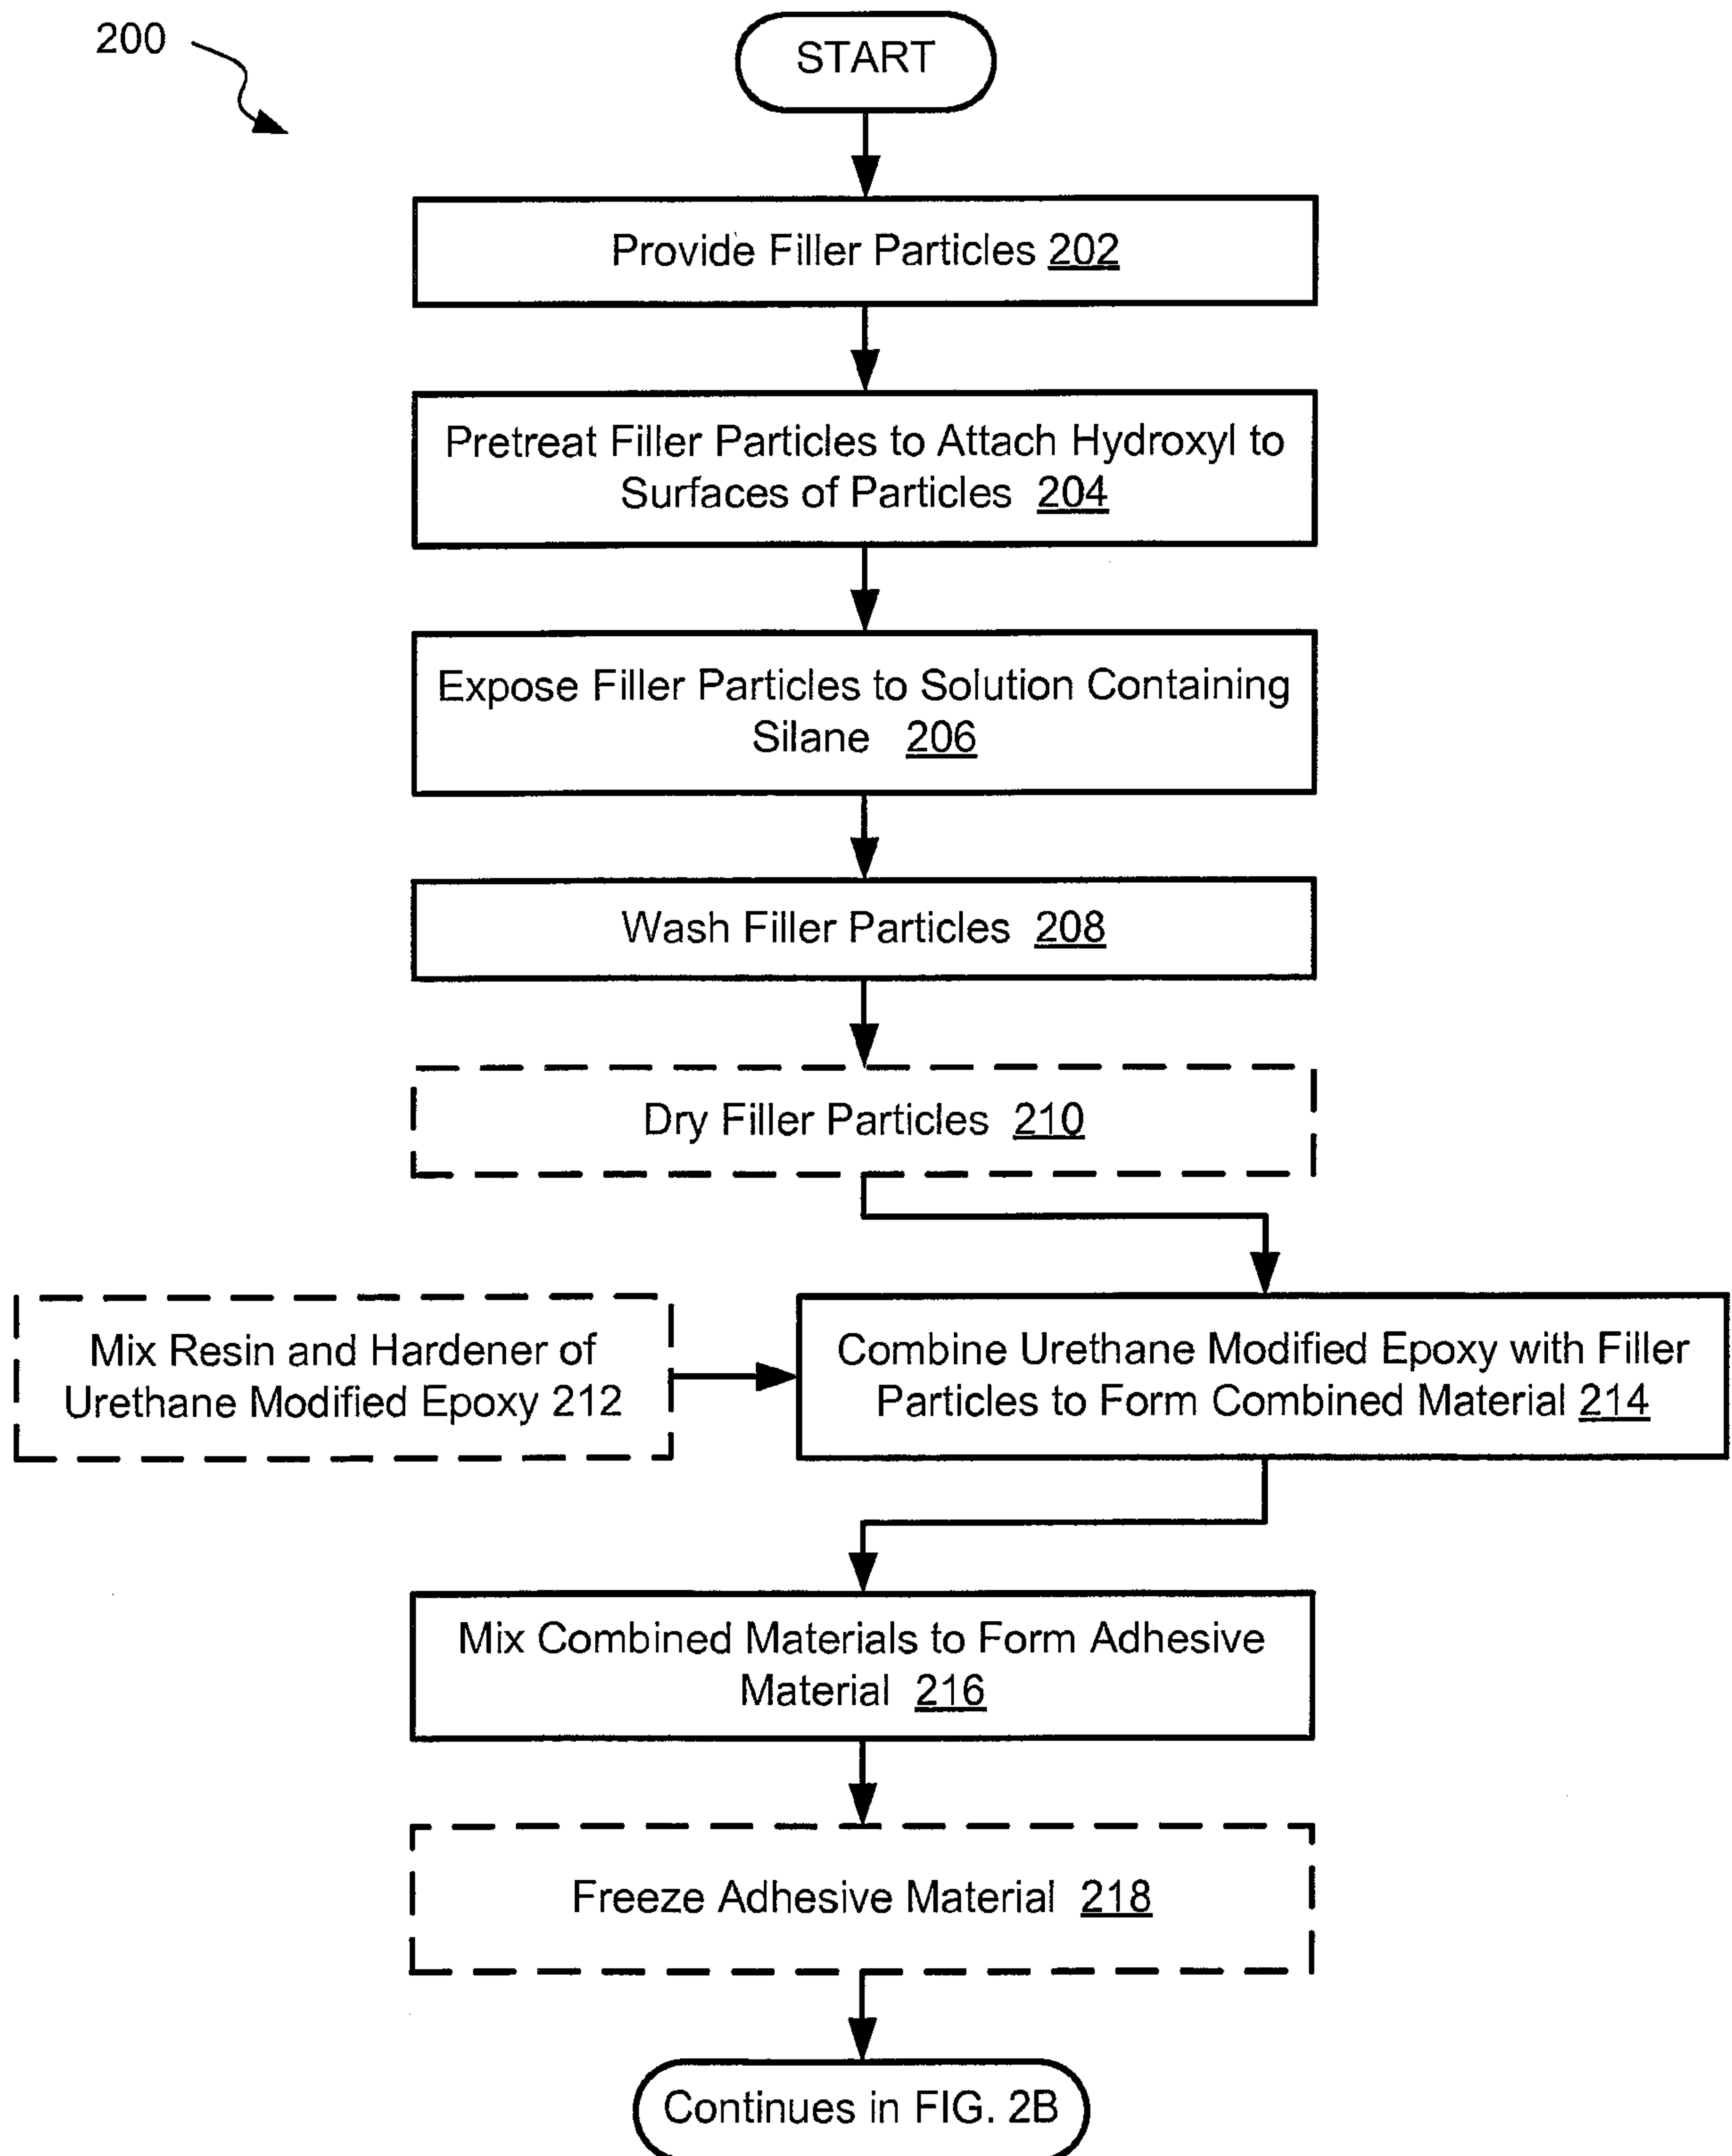 200
START
Provide Filler Particles 202
Pretreat Filler Particles to Attach Hydroxyl to
Surfaces of Particles 204
Expose Filler Particles to Solution Containing
Silane 206
Wash Filler Particles 208
Dry Filler Particles 210
Mix Resin and Hardener of
Urethane Modified Epoxy 212
Combine Urethane Modified Epoxy with Filler
Particles to Form Combined Material 214
Mix Combined Materials to Form Adhesive
Material 216
Freeze Adhesive Material 218
Continues in FIG. 2B